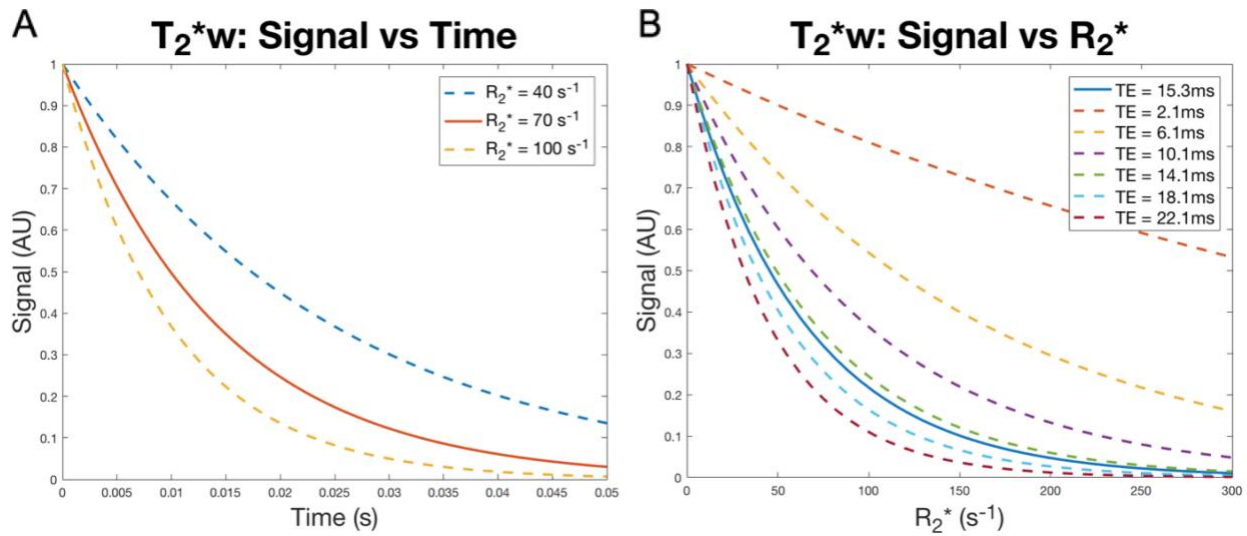 A
T₂*w: Signal vs Time
1
0.9
0.8
0.7
0.6
0.5
0.4
0.3
0.2
0.1
0
Signal (AU)
R₂* = 40 s⁻¹
R₂* = 70 s⁻¹
R₂* = 100 s⁻¹
0 0.005 0.01 0.015 0.02 0.025 0.03 0.035 0.04 0.045 0.05
Time (s)
B
T₂*w: Signal vs R₂*
1
0.9
0.8
0.7
0.6
0.5
0.4
0.3
0.2
0.1
0
Signal (AU)
TE = 15.3ms
TE = 2.1ms
TE = 6.1ms
TE = 10.1ms
TE = 14.1ms
TE = 18.1ms
TE = 22.1ms
0 50 100 150 200 250 300
R₂* (s⁻¹)